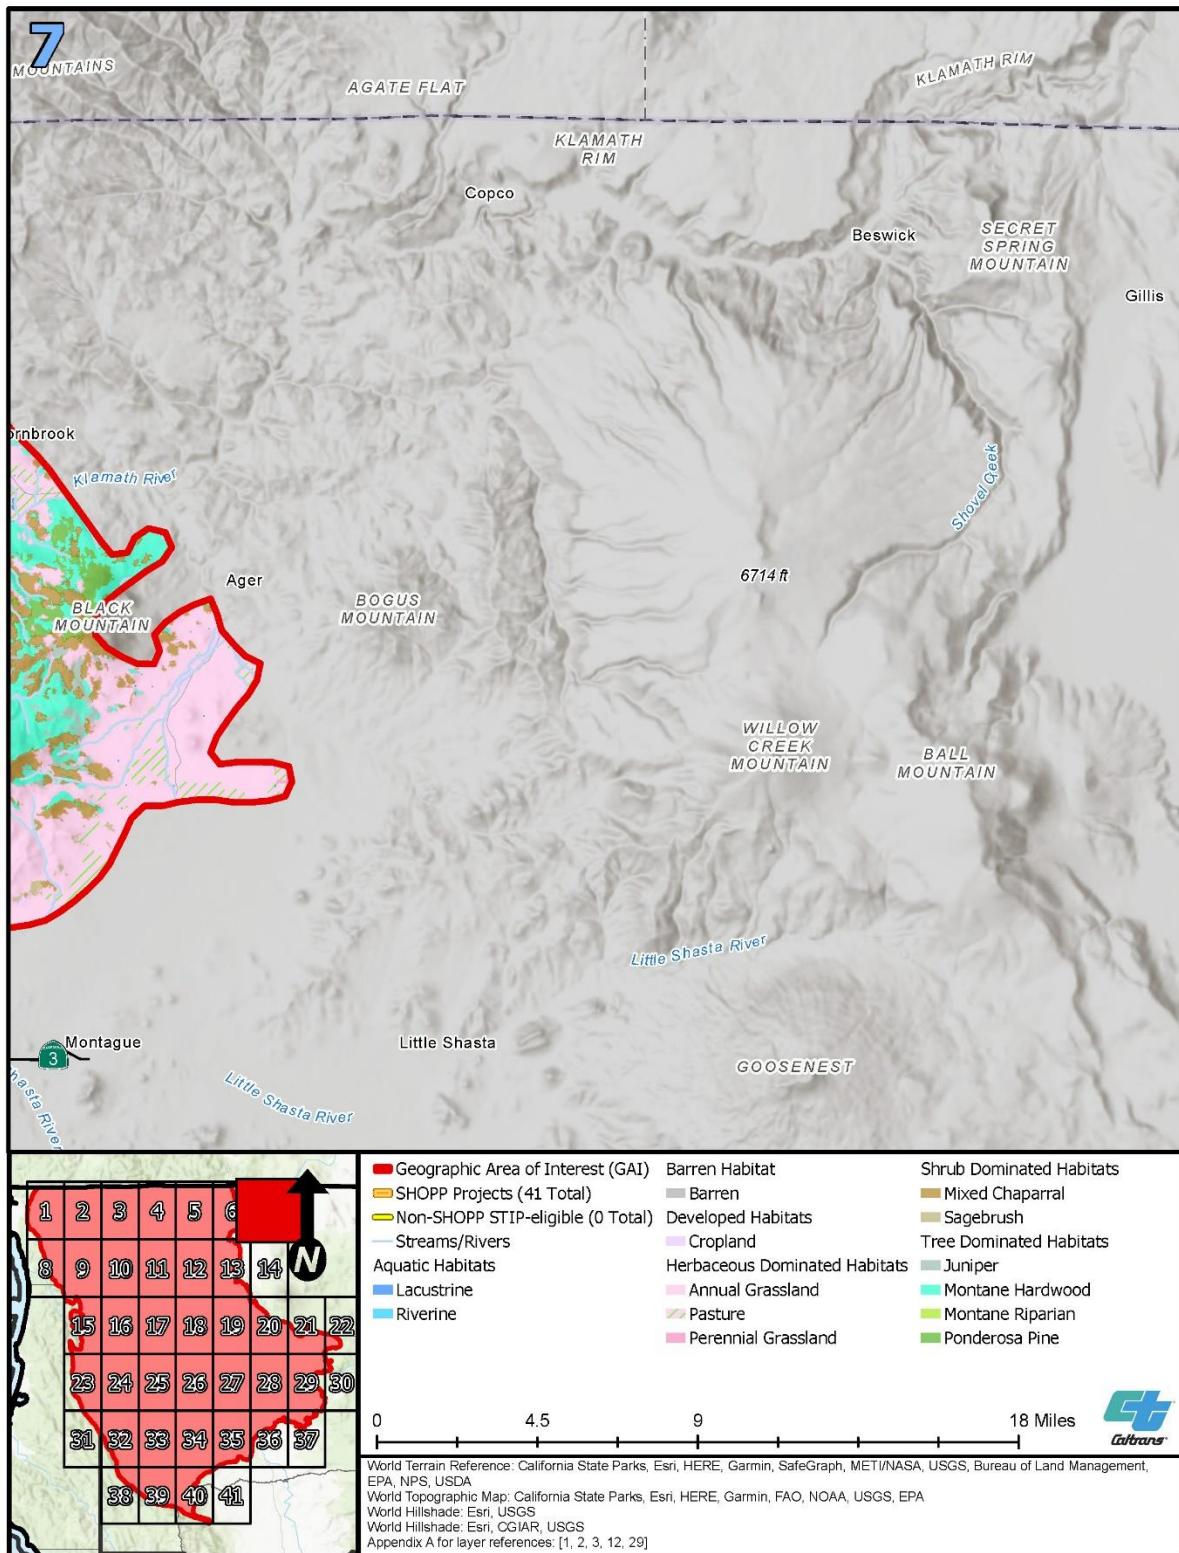 7
MOUNTAINS
AGATE FLAT
KLAMATH RIM
KLAMATH
RIM
Copco
Beswick
SECRET
SPRING
MOUNTAIN
Gillis
ornbrook
Klamath River
Shovel Creek
Ager
6714 ft
BLACK
MOUNTAIN
BOGUS
MOUNTAIN
WILLOW
CREEK
MOUNTAIN
BALL
MOUNTAIN
Little Shasta River
Montague
3
Little Shasta
GOOSENEST
hasta River
Little Shasta River
1 2 3 4 5 6
8 9 10 11 12 13 14
N
15 16 17 18 19 20 21 22
23 24 25 26 27 28 29 30
31 32 33 34 35 36 37
38 39 40 41
Geographic Area of Interest (GAI)
SHOPP Projects (41 Total)
Non-SHOPP STIP-eligible (0 Total)
Streams/Rivers
Aquatic Habitats
Lacustrine
Riverine
Barren Habitat
Barren
Developed Habitats
Cropland
Herbaceous Dominated Habitats
Annual Grassland
Pasture
Perennial Grassland
Shrub Dominated Habitats
Mixed Chaparral
Sagebrush
Tree Dominated Habitats
Juniper
Montane Hardwood
Montane Riparian
Ponderosa Pine
0 4.5 9 18 Miles
ct
Caltrans
World Terrain Reference: California State Parks, Esri, HERE, Garmin, SafeGraph, METI/NASA, USGS, Bureau of Land Management,
EPA, NPS, USDA
World Topographic Map: California State Parks, Esri, HERE, Garmin, FAO, NOAA, USGS, EPA
World Hillshade: Esri, USGS
World Hillshade: Esri, CGIAR, USGS
Appendix A for layer references: [1, 2, 3, 12, 29]